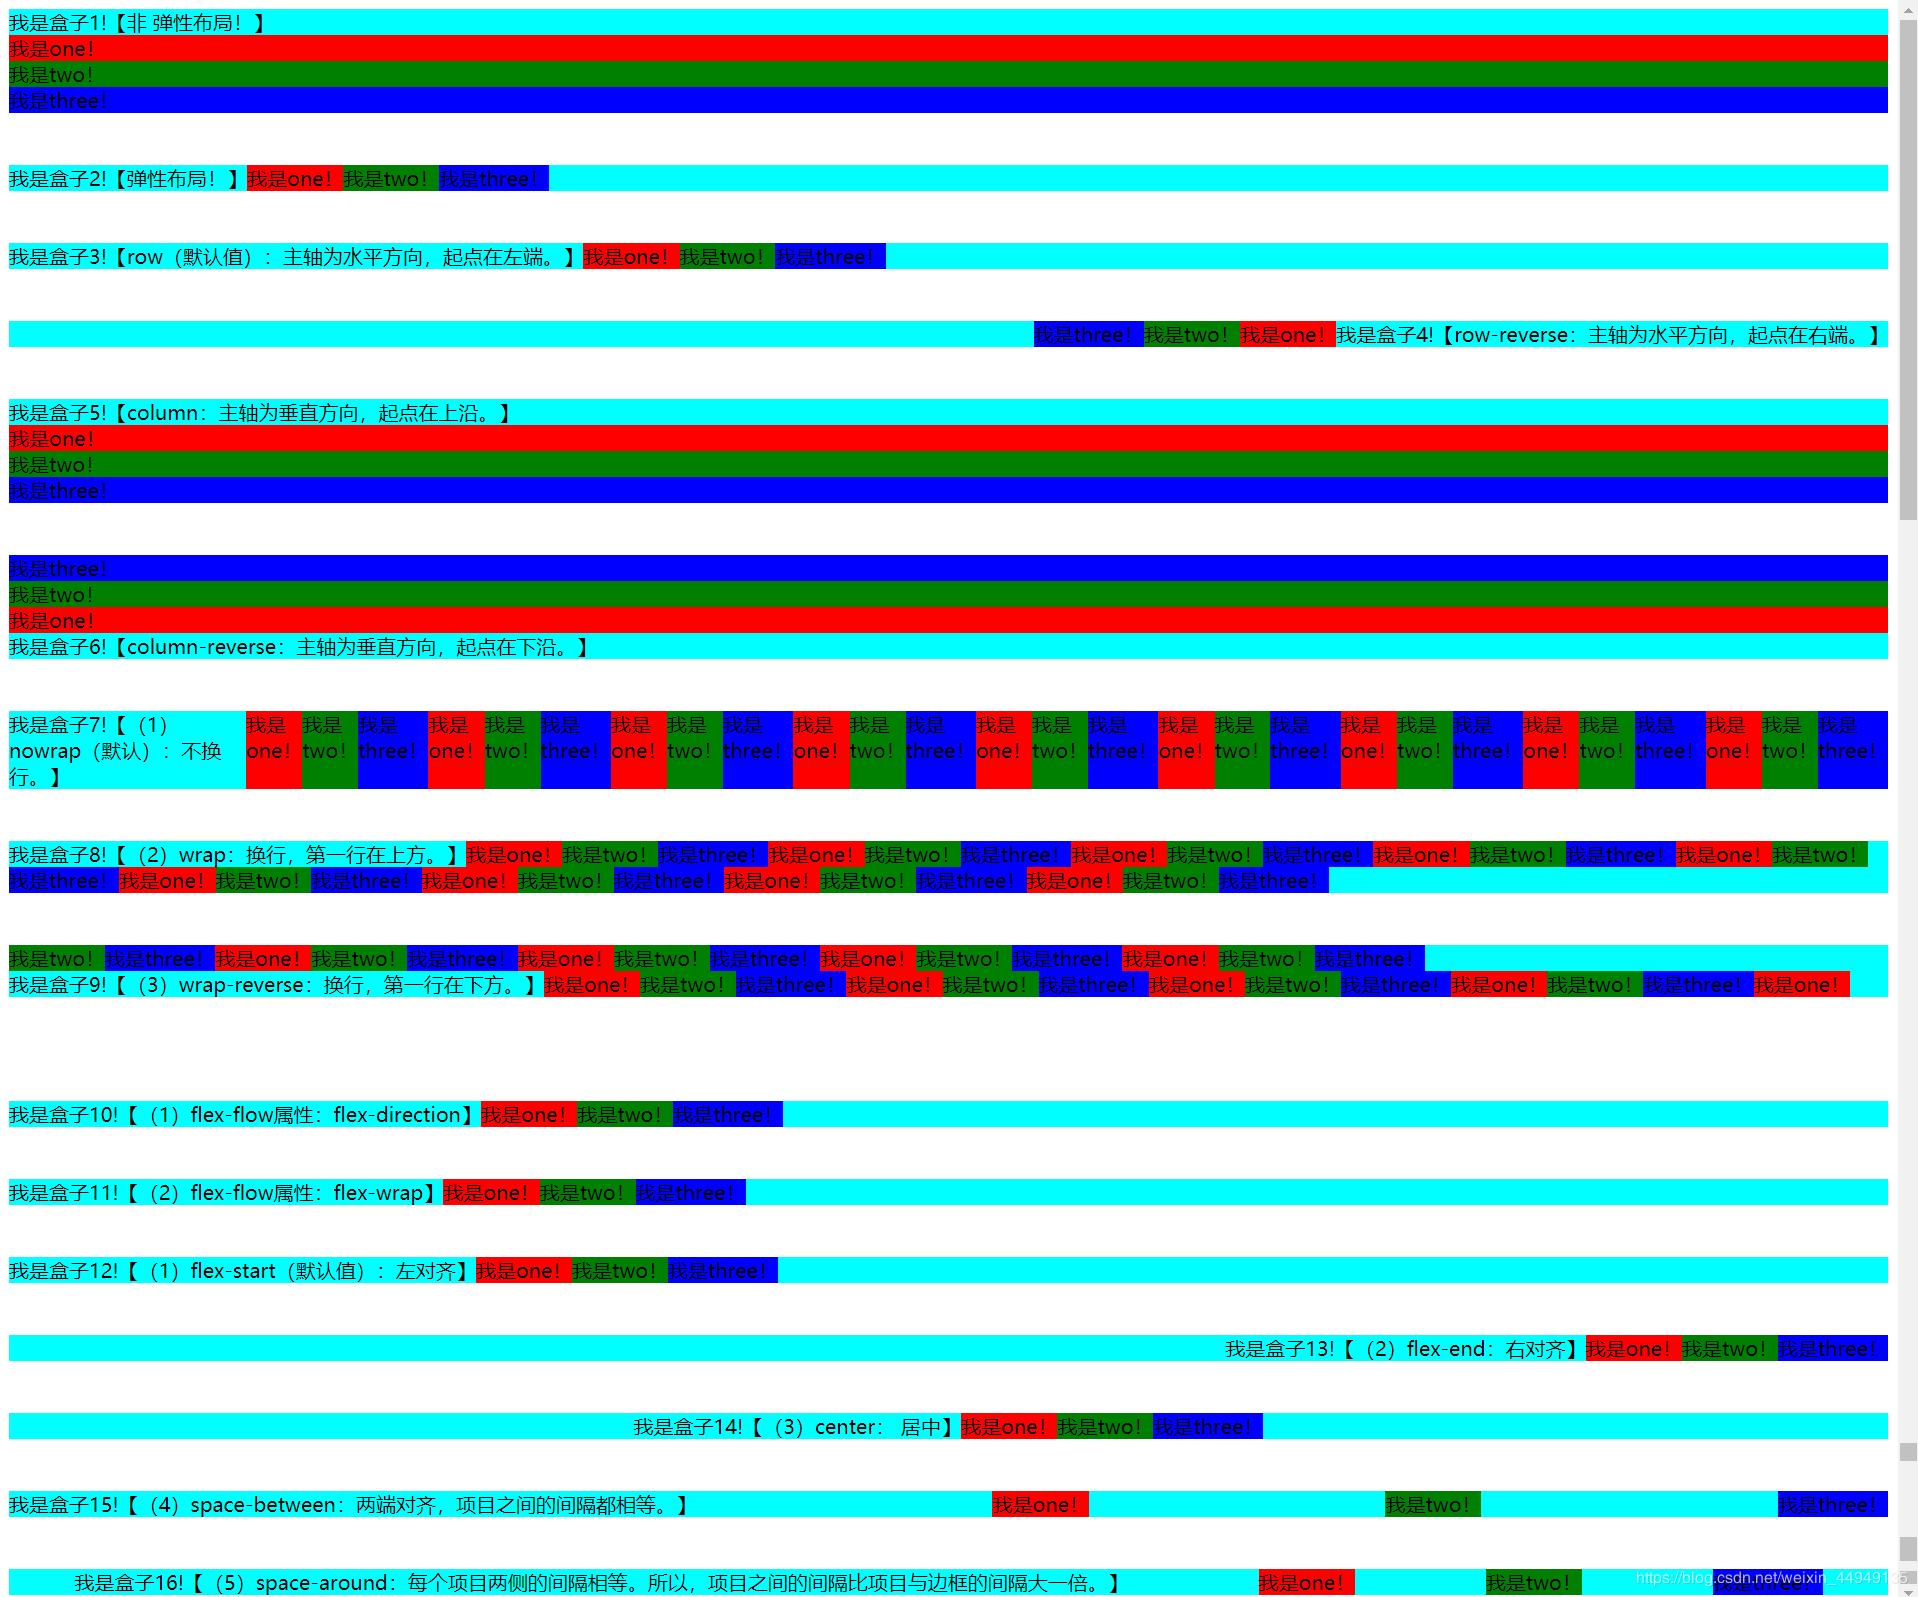 我是盒子1!【非 弹性布局！】
我是one！
我是two！
我是three！
我是盒子2!【弹性布局！】我是one！我是two！我是three！
我是盒子3!【row（默认值）：主轴为水平方向，起点在左端。】我是one！我是two！我是three！
我是three！我是two！我是one！我是盒子4!【row-reverse：主轴为水平方向，起点在右端。】
我是盒子5!【column：主轴为垂直方向，起点在上沿。】
我是one！
我是two！
我是three！
我是three！
我是two！
我是one！
我是盒子6!【column-reverse：主轴为垂直方向，起点在下沿。】
我是盒子7!【（1） 我是 我是 我是 我是 我是 我是 我是 我是 我是 我是 我是 我是 我是 我是 我是 我是 我是 我是 我是 我是 我是 我是 我是 我是 我是 我是 我是
nowrap（默认）：不换 one！ two！ three！ one！ two！ three！ one！ two！ three！ one！ two！ three！ one！ two！ three！ one！ two！ three！ one！ two！ three！ one！ two！ three！ one！ two！ three！
行。】
我是盒子8!【（2）wrap：换行，第一行在上方。】我是one！我是two！我是three！我是one！我是two！我是three！我是one！我是two！我是three！我是one！我是two！我是three！我是one！我是two！
我是three！我是one！我是two！我是three！我是one！我是two！我是three！我是one！我是two！我是three！我是one！我是two！我是three！
我是two！我是three！我是one！我是two！我是three！我是one！我是two！我是three！我是one！我是two！我是three！我是one！我是two！我是three！
我是盒子9!【（3）wrap-reverse：换行，第一行在下方。】我是one！我是two！我是three！我是one！我是two！我是three！我是one！我是two！我是three！我是one！我是two！我是three！我是one！
我是盒子10!【（1）flex-flow属性：flex-direction】我是one！我是two！我是three！
我是盒子11!【（2）flex-flow属性：flex-wrap】我是one！我是two！我是three！
我是盒子12!【（1）flex-start（默认值）：左对齐】我是one！我是two！我是three！
我是盒子13!【（2）flex-end：右对齐】我是one！我是two！我是three！
我是盒子14!【（3）center： 居中】我是one！我是two！我是three！
我是盒子15!【（4）space-between：两端对齐，项目之间的间隔都相等。】 我是one！ 我是two！ 我是three！
我是盒子16!【（5）space-around：每个项目两侧的间隔相等。所以，项目之间的间隔比项目与边框的间隔大一倍。】 我是one！ 我是two！ 我是three！
https://blog.csdn.net/weixin_44949135